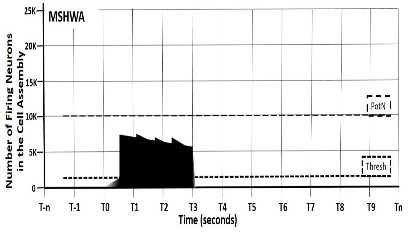 MSHWA
25K
20K
15K
10K
5K
0
Number of Firing Neurons
in the Cell Assembly
PotN
Thresh
T-n T-1 T0 T1 T2 T3 T4 T5 T6 T7 T8 T9 Tn
Time (seconds)